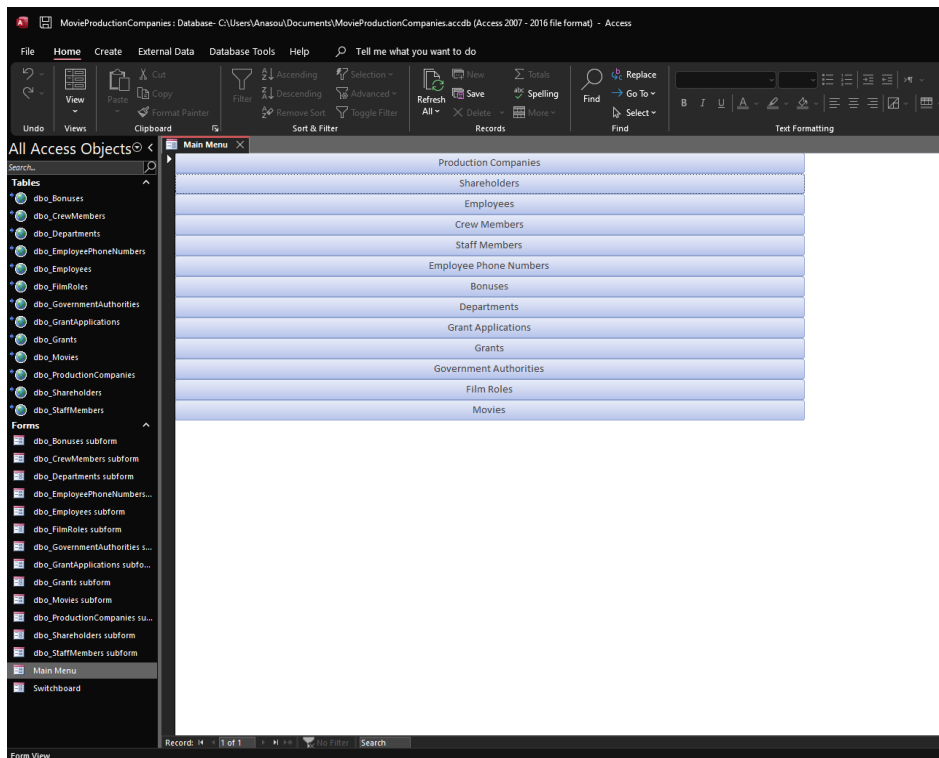 MovieProductionCompanies : Database- C:\Users\Anasou\Documents\MovieProductionCompanies.accdb (Access 2007 - 2016 file format) - Access
File Home Create External Data Database Tools Help Tell me what you want to do
Undo
View
Views
Paste
Cut
Copy
Format Painter
Clipboard
Filter
Ascending
Descending
Remove Sort
Selection
Advanced
Toggle Filter
Sort & Filter
Refresh
All
New
Save
Delete
Totals
Spelling
More
Records
Find
Replace
Go To
Select
Find
B I U A
Text Formatting
All Access Objects
Search...
Tables
dbo_Bonuses
dbo_CrewMembers
dbo_Departments
dbo_EmployeePhoneNumbers
dbo_Employees
dbo_FilmRoles
dbo_GovernmentAuthorities
dbo_GrantApplications
dbo_Grants
dbo_Movies
dbo_ProductionCompanies
dbo_Shareholders
dbo_StaffMembers
Forms
dbo_Bonuses subform
dbo_CrewMembers subform
dbo_Departments subform
dbo_EmployeePhoneNumbers...
dbo_Employees subform
dbo_FilmRoles subform
dbo_GovernmentAuthorities s...
dbo_GrantApplications subfo...
dbo_Grants subform
dbo_Movies subform
dbo_ProductionCompanies su...
dbo_Shareholders subform
dbo_StaffMembers subform
Main Menu
Switchboard
Main Menu
Production Companies
Shareholders
Employees
Crew Members
Staff Members
Employee Phone Numbers
Bonuses
Departments
Grant Applications
Grants
Government Authorities
Film Roles
Movies
Record: 1 of 1 No Filter Search
Form View